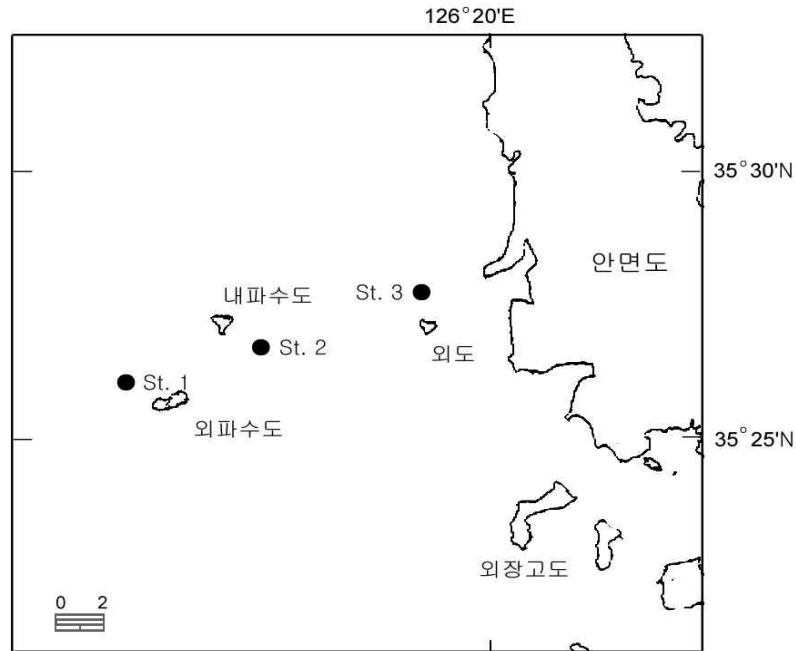 126°20'E
35°30'N
안면도
내파수도
St. 3
St. 2
외도
St. 1
외파수도
35°25'N
외장고도
0 2